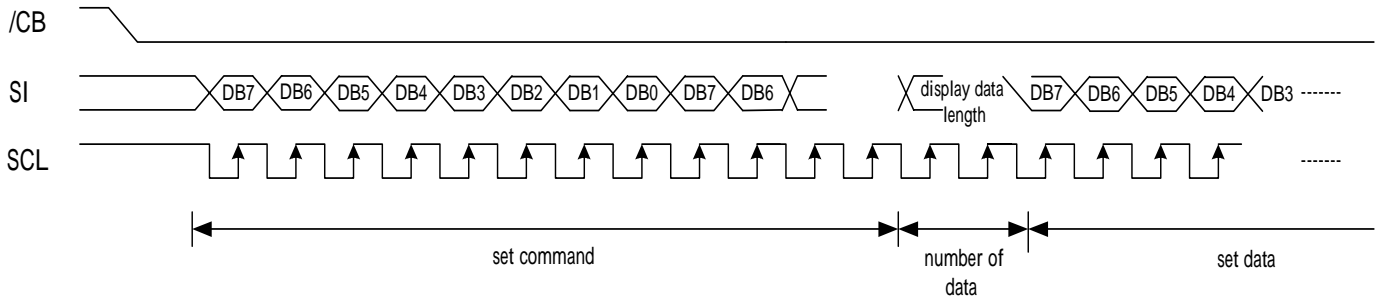 /CB
SI
DB7 DB6 DB5 DB4 DB3 DB2 DB1 DB0 DB7 DB6
display data
length
DB7 DB6 DB5 DB4 DB3 -------
SCL
-------
set command
number of
data
set data